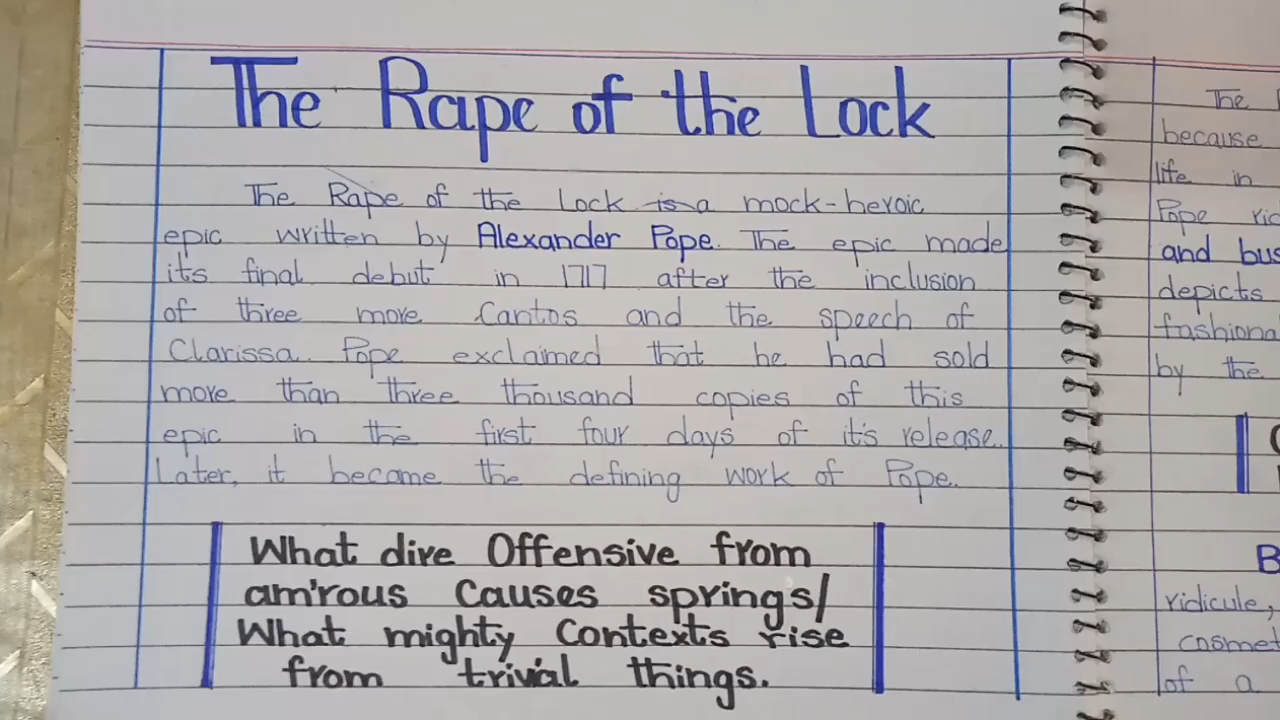 The Rape of the Lock
The Rape of the Lock is a mock-heroic
epic written by Alexander Pope. The epic made
its final debut in 1717 after the inclusion
of three more Cantos and the speech of
Clarissa. Pope exclaimed that he had sold
more than three thousand copies of this
epic in the first four days of it's release.
Later, it became the defining work of Pope.
What dire Offensive from
am'rous Causes springs/
What mighty Contexts rise
from trivial things.
The
because
life in
Pope
and
depicts
fashiona
by the
ridicule,
cosmet
of a